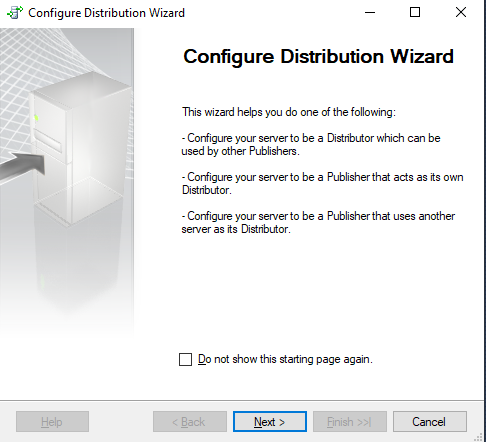 Configure Distribution Wizard
Configure Distribution Wizard
This wizard helps you do one of the following:
- Configure your server to be a Distributor which can be
used by other Publishers.
- Configure your server to be a Publisher that acts as its own
Distributor.
- Configure your server to be a Publisher that uses another
server as its Distributor.
Do not show this starting page again.
Help
< Back
Next >
Finish >>|
Cancel